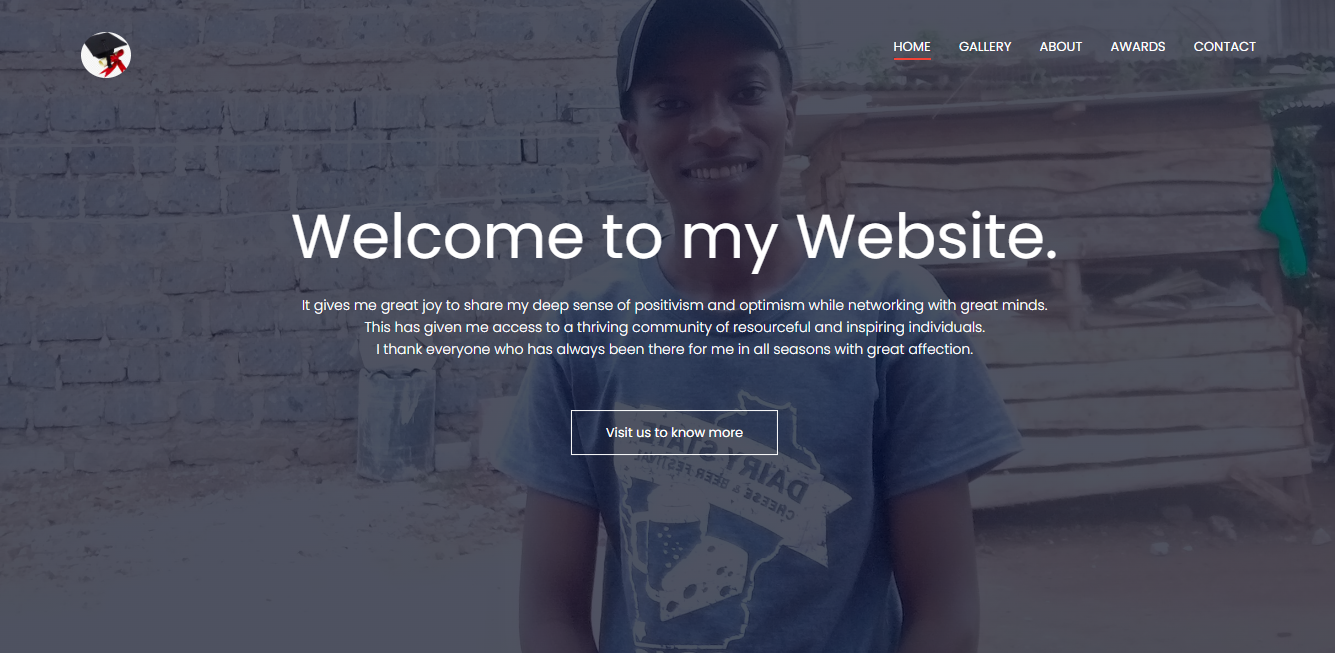 HOME GALLERY ABOUT AWARDS CONTACT
Welcome to my Website.
It gives me great joy to share my deep sense of positivism and optimism while networking with great minds.
This has given me access to a thriving community of resourceful and inspiring individuals.
I thank everyone who has always been there for me in all seasons with great affection.
Visit us to know more
DAIRY STATE
CHEESE & BEER FESTIVAL